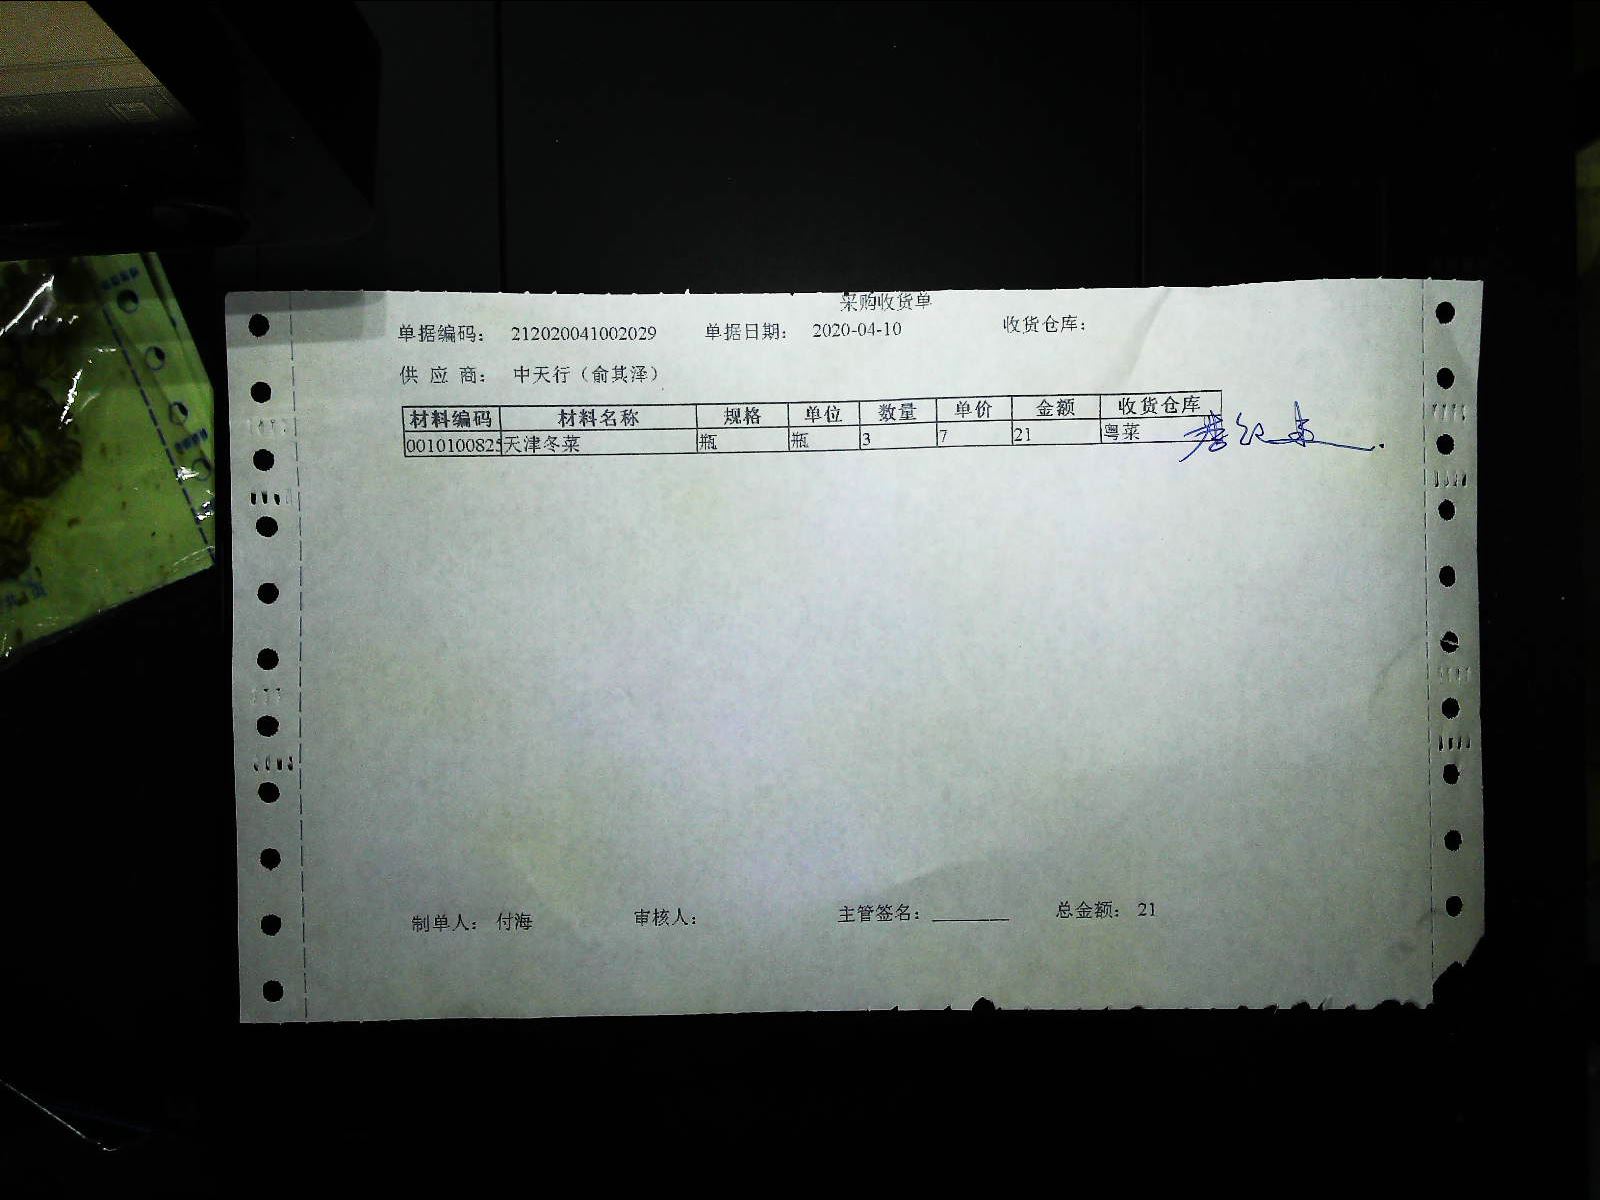 采购收货单
单据编码： 212020041002029 单据日期： 2020-04-10 收货仓库：
供 应 商： 中天行（俞其泽）
材料编码 材料名称 规格 单位 数量 单价 金额 收货仓库
001010082 天津冬菜 瓶 瓶 3 7 21 粤菜
制单人： 付海 审核人： 主管签名：________ 总金额： 21